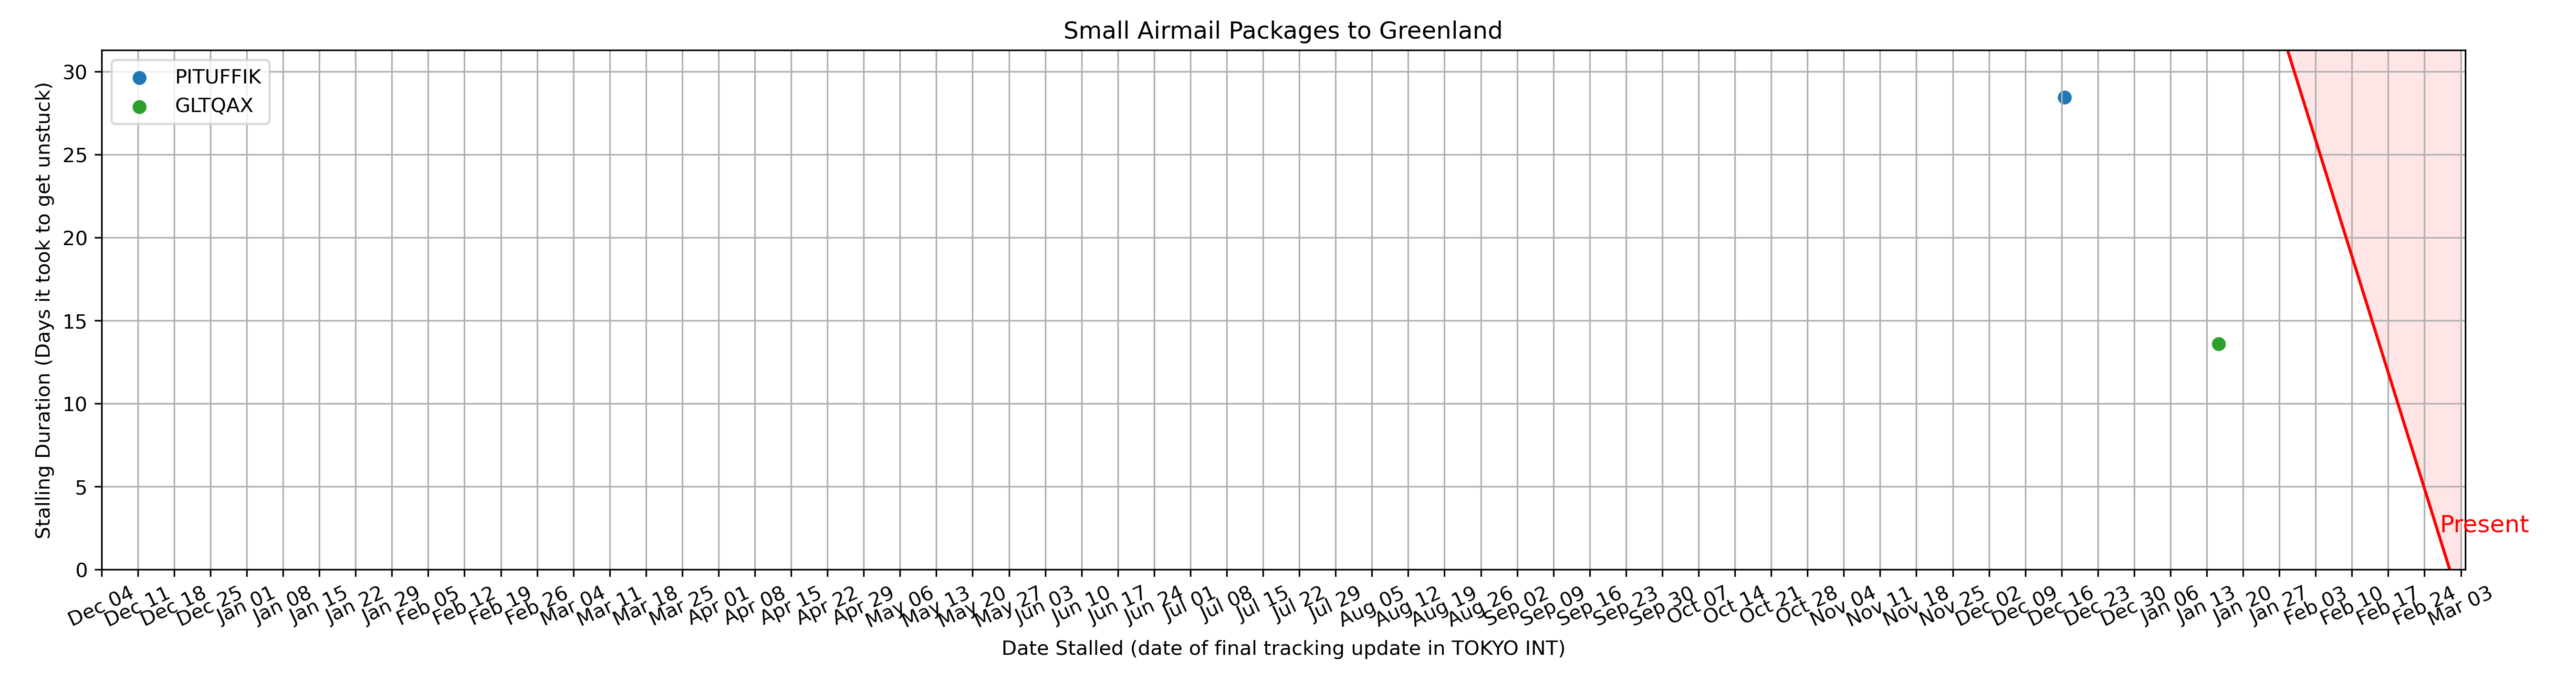 Small Airmail Packages to Greenland
PITUFFIK
GLTQAX
Stalling Duration (Days it took to get unstuck)
30
25
20
15
10
5
0
Present
Dec 04
Dec 11
Dec 18
Dec 25
Jan 01
Jan 08
Jan 15
Jan 22
Jan 29
Feb 05
Feb 12
Feb 19
Feb 26
Mar 04
Mar 11
Mar 18
Mar 25
Apr 01
Apr 08
Apr 15
Apr 22
Apr 29
May 06
May 13
May 20
May 27
Jun 03
Jun 10
Jun 17
Jun 24
Jul 01
Jul 08
Jul 15
Jul 22
Jul 29
Aug 05
Aug 12
Aug 19
Aug 26
Sep 02
Sep 09
Sep 16
Sep 23
Sep 30
Oct 07
Oct 14
Oct 21
Oct 28
Nov 04
Nov 11
Nov 18
Nov 25
Dec 02
Dec 09
Dec 16
Dec 23
Dec 30
Jan 06
Jan 13
Jan 20
Jan 27
Feb 03
Feb 10
Feb 17
Feb 24
Mar 03
Date Stalled (date of final tracking update in TOKYO INT)